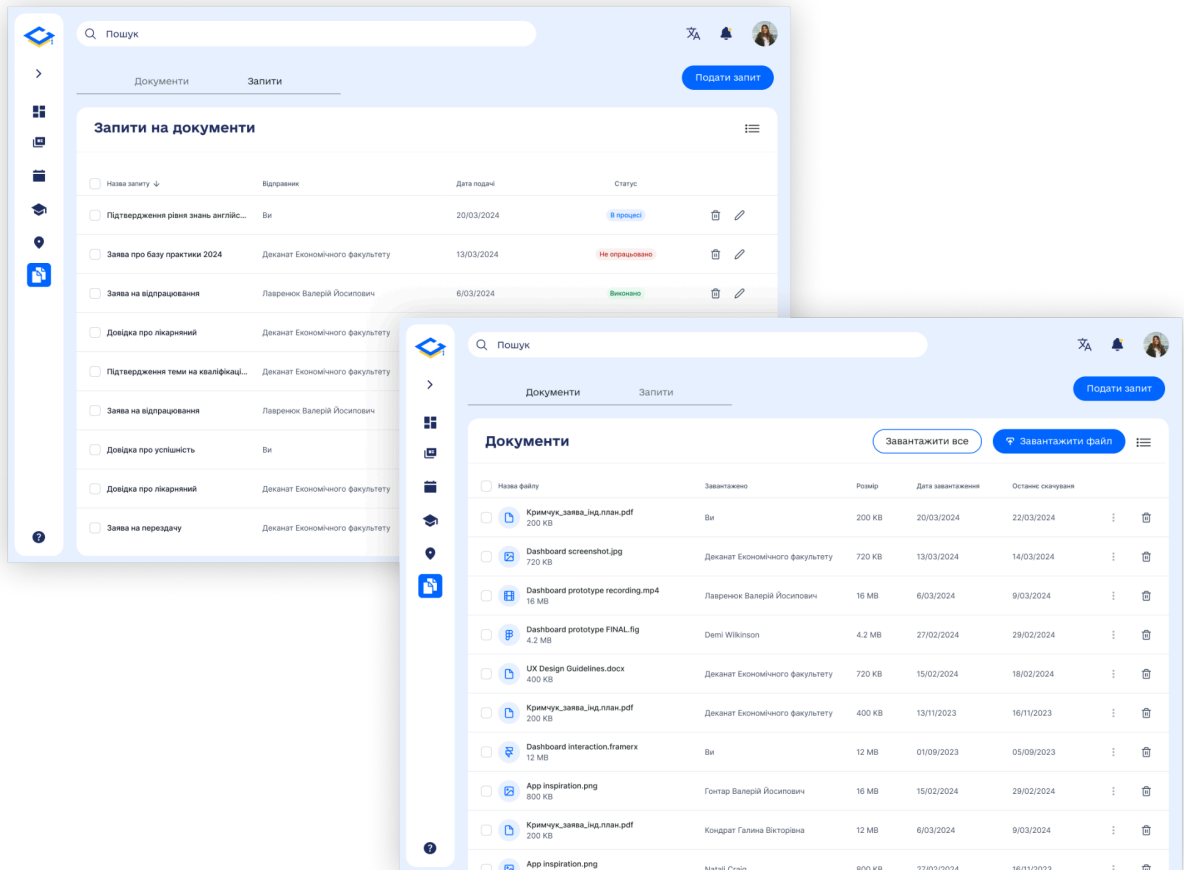 Пошук
Документи Запити Подати запит
Запити на документи
Назва запиту Відправник Дата подачі Статус
Підтвердження рівня знань англійс... Ви 20/03/2024 В процесі
Заява про базу практики 2024 Деканат Економічного факультету 13/03/2024 Не опрацьовано
Заява на відпрацювання Лавренюк Валерій Йосипович 6/03/2024 Виконано
Довідка про лікарняний Деканат Економічного факультету
Підтвердження теми на кваліфікаці... Деканат Економічного факультету
Заява на відпрацювання Лавренюк Валерій Йосипович
Довідка про успішність Ви
Довідка про лікарняний Деканат Економічного факультету
Заява на перездачу Деканат Економічного факультету
Пошук
Документи Запити Подати запит
Документи Завантажити все Завантажити файл
Назва файлу Завантажено Розмір Дата завантаження Останнє скачуваня
Кримчук_заява_інд.план.pdf
200 KB Ви 200 KB 20/03/2024 22/03/2024
Dashboard screenshot.jpg
720 KB Деканат Економічного факультету 720 KB 13/03/2024 14/03/2024
Dashboard prototype recording.mp4
16 MB Лавренюк Валерій Йосипович 16 MB 6/03/2024 9/03/2024
Dashboard prototype FINAL.fig
4.2 MB Demi Wilkinson 4.2 MB 27/02/2024 29/02/2024
UX Design Guidelines.docx
400 KB Деканат Економічного факультету 720 KB 15/02/2024 18/02/2024
Кримчук_заява_інд.план.pdf
200 KB Деканат Економічного факультету 400 KB 13/11/2023 16/11/2023
Dashboard interaction.framerx
12 MB Ви 12 MB 01/09/2023 05/09/2023
App inspiration.png
800 KB Гонтар Валерій Йосипович 16 MB 15/02/2024 29/02/2024
Кримчук_заява_інд.план.pdf
200 KB Кондрат Галина Вікторівна 12 MB 6/03/2024 9/03/2024
App inspiration.png
Natali Craig 800 KB 27/02/2024 16/11/2023